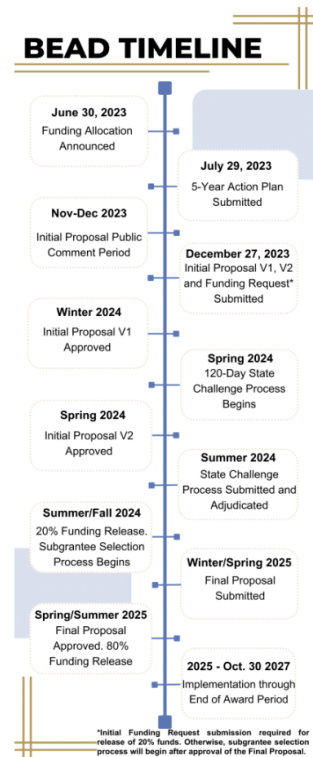 BEAD TIMELINE
June 30, 2023
Funding Allocation
Announced
July 29, 2023
5-Year Action Plan
Submitted
Nov-Dec 2023
Initial Proposal Public
Comment Period
December 27, 2023
Initial Proposal V1, V2
and Funding Request*
Submitted
Winter 2024
Initial Proposal V1
Approved
Spring 2024
120-Day State
Challenge Process
Begins
Spring 2024
Initial Proposal V2
Approved
Summer 2024
State Challenge
Process Submitted and
Adjudicated
Summer/Fall 2024
20% Funding Release.
Subgrantee Selection
Process Begins
Winter/Spring 2025
Final Proposal
Submitted
Spring/Summer 2025
Final Proposal
Approved. 80%
Funding Release
2025 - Oct. 30 2027
Implementation through
End of Award Period
*Initial Funding Request submission required for
release of 20% funds. Otherwise, subgrantee selection
process will begin after approval of the Final Proposal.